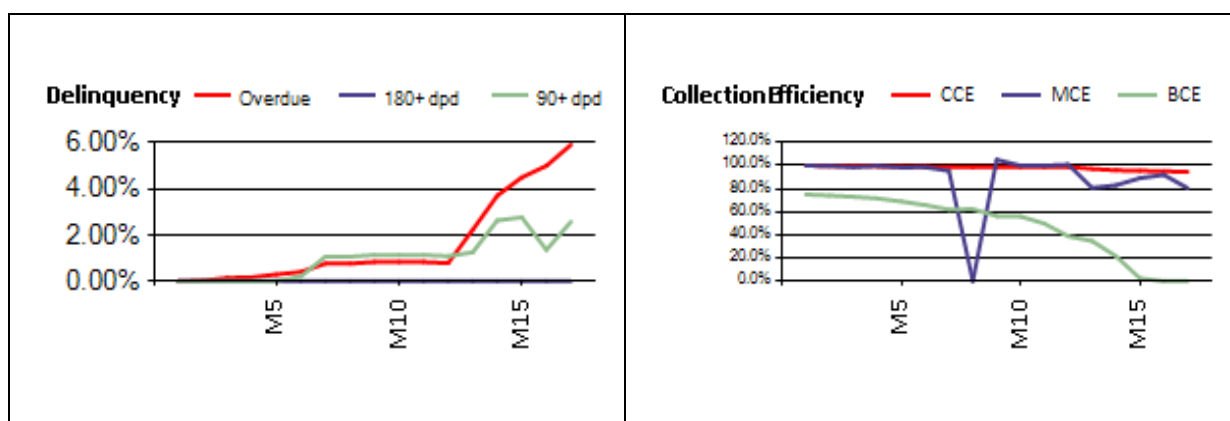 Delinquency Overdue 180+ dpd 90+ dpd
6.00%
4.00%
2.00%
0.00%
M5 M10 M15
Collection Efficiency CCE MCE BCE
120.0%
100.0%
80.0%
60.0%
40.0%
20.0%
0.0%
M5 M10 M15